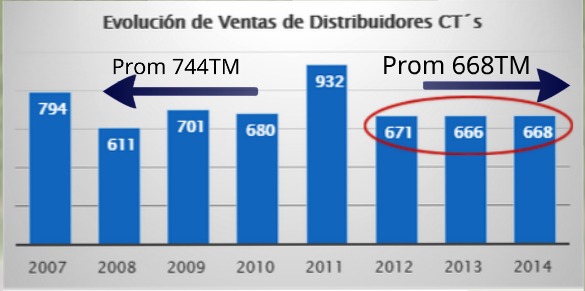 Evolución de Ventas de Distribuidores CT´s
Prom 744TM
Prom 668TM
794
611
701
680
932
671
666
668
2007 2008 2009 2010 2011 2012 2013 2014